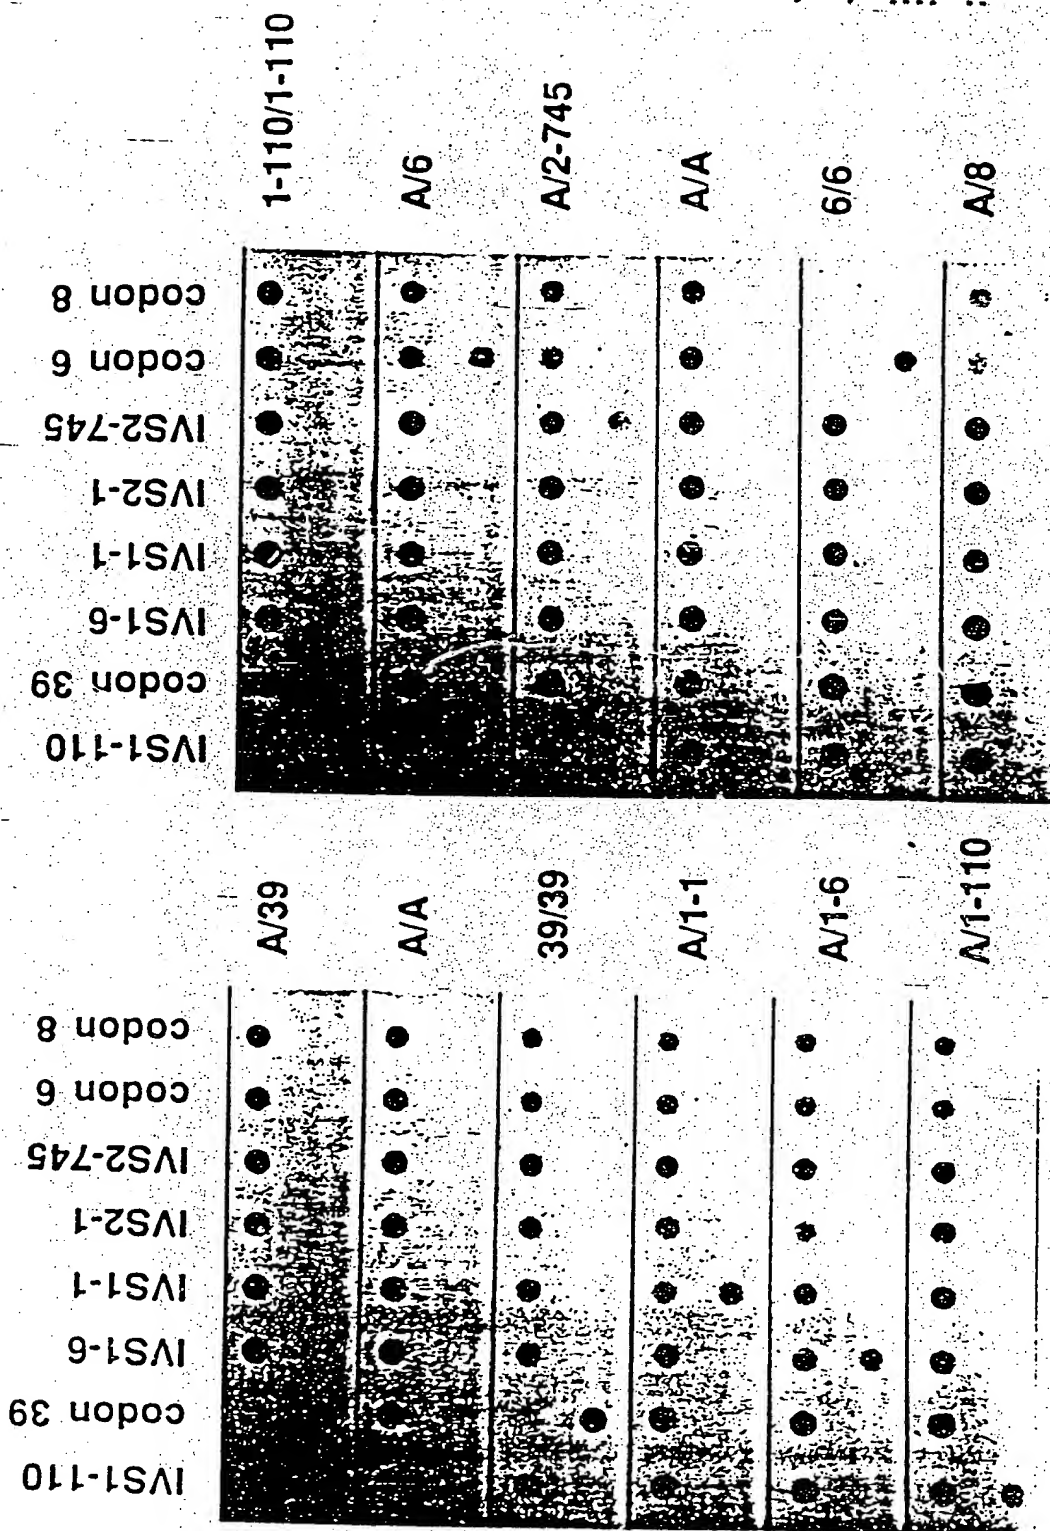 1-110/1-110
A/6
A/2-745
A/A
6/6
A/8
codon 8
codon 6
IVS2-745
IVS2-1
IVS1-1
IVS1-6
codon 39
IVS1-110
A/39
A/A
39/39
A/1-1
A/1-6
A/1-110
codon 8
codon 6
IVS2-745
IVS2-1
IVS1-1
IVS1-6
codon 39
IVS1-110